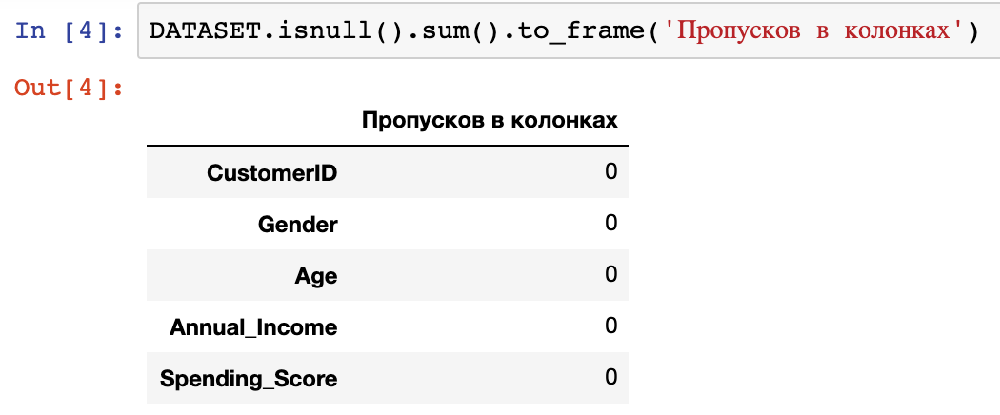 In [4]: DATASET.isnull().sum().to_frame('Пропусков в колонках')
Out[4]:
Пропусков в колонках
CustomerID 0
Gender 0
Age 0
Annual_Income 0
Spending_Score 0